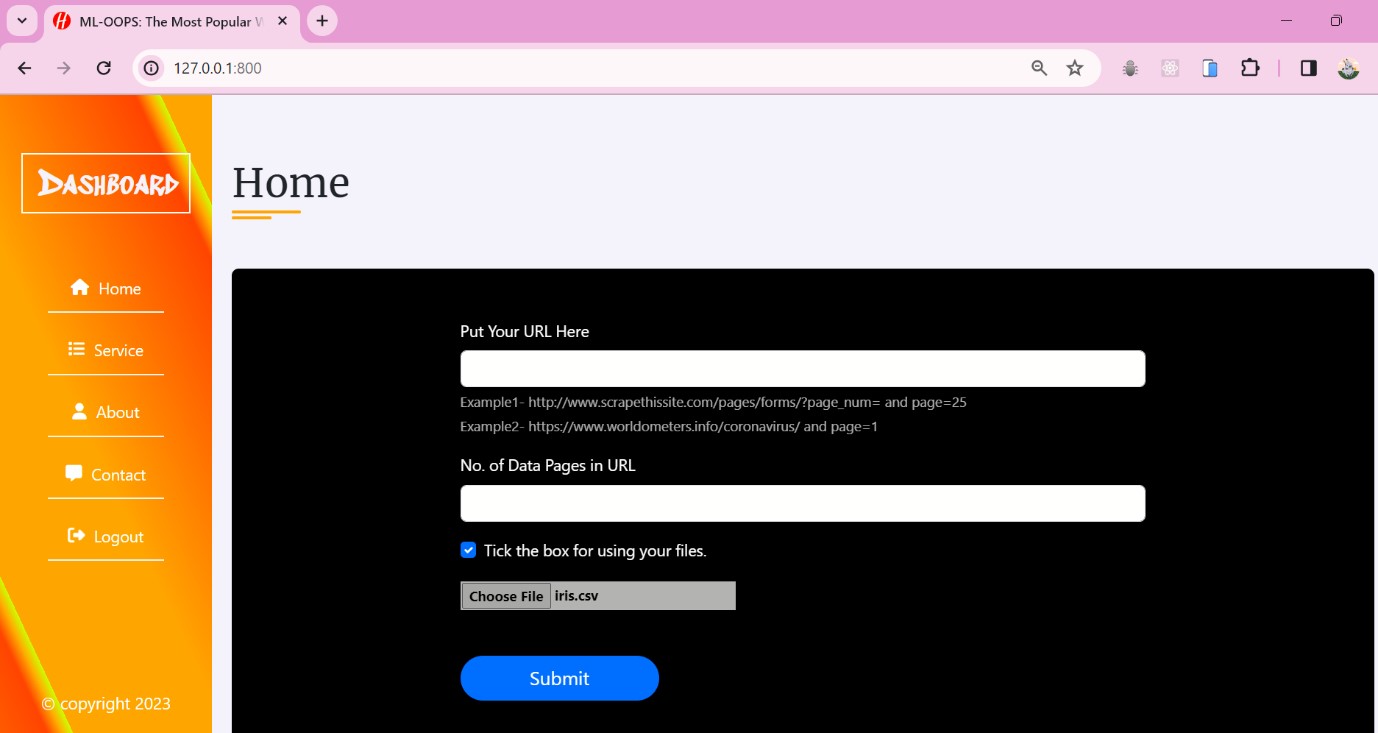 ML-OOPS: The Most Popular W
127.0.0.1:800
DASHBOARD
Home
Service
About
Contact
Logout
© copyright 2023
Home
Put Your URL Here
Example1- http://www.scrapethissite.com/pages/forms/?page_num= and page=25
Example2- https://www.worldometers.info/coronavirus/ and page=1
No. of Data Pages in URL
Tick the box for using your files.
Choose File iris.csv
Submit